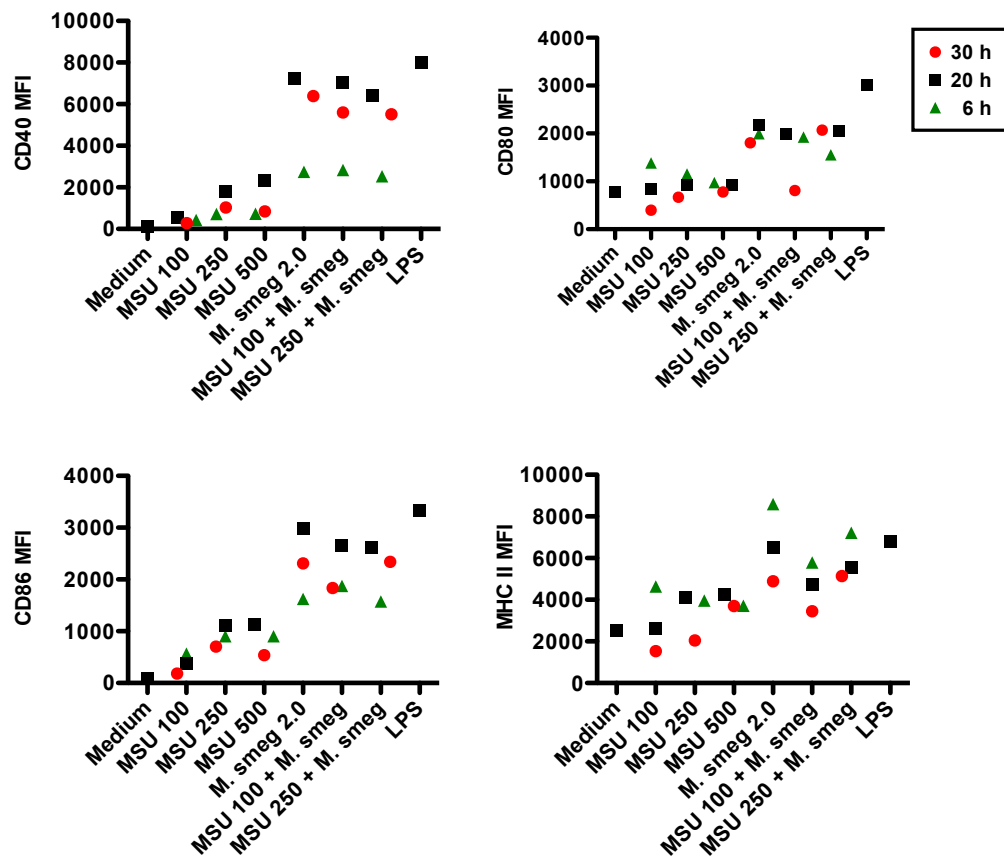 10000
8000
6000
4000
2000
0
CD40 MFI
Medium
MSU 100
MSU 250
MSU 500
M. smeg 2.0
MSU 100 + M. smeg
MSU 250 + M. smeg
LPS
4000
3000
2000
1000
0
CD80 MFI
Medium
MSU 100
MSU 250
MSU 500
M. smeg 2.0
MSU 100 + M. smeg
MSU 250 + M. smeg
LPS
30 h
20 h
6 h
4000
3000
2000
1000
0
CD86 MFI
Medium
MSU 100
MSU 250
MSU 500
M. smeg 2.0
MSU 100 + M. smeg
MSU 250 + M. smeg
LPS
10000
8000
6000
4000
2000
0
MHC II MFI
Medium
MSU 100
MSU 250
MSU 500
M. smeg 2.0
MSU 100 + M. smeg
MSU 250 + M. smeg
LPS